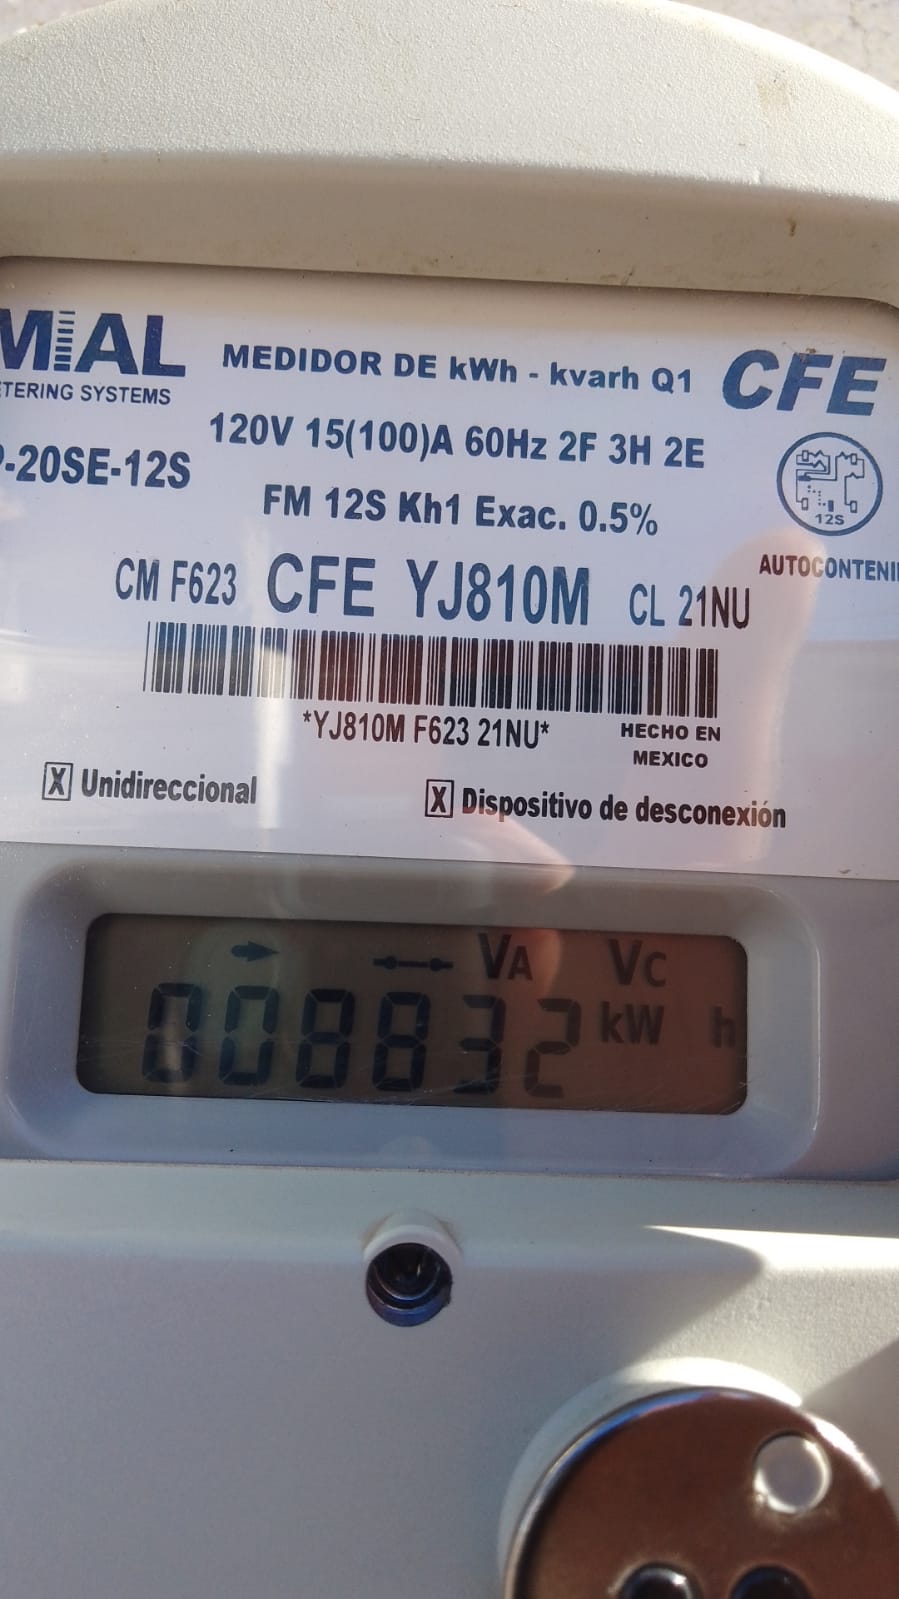 MIAL
MEDIDOR DE kWh - kvarh Q1
CFE
TERING SYSTEMS
120V 15(100)A 60Hz 2F 3H 2E
-20SE-12S
FM 12S Kh1 Exac. 0.5%
12S
AUTOCONTENI
CM F623 CFE YJ810M CL 21NU
*YJ810M F623 21NU*
HECHO EN
MEXICO
X Unidireccional
X Dispositivo de desconexión
VA VC
008832 kW h